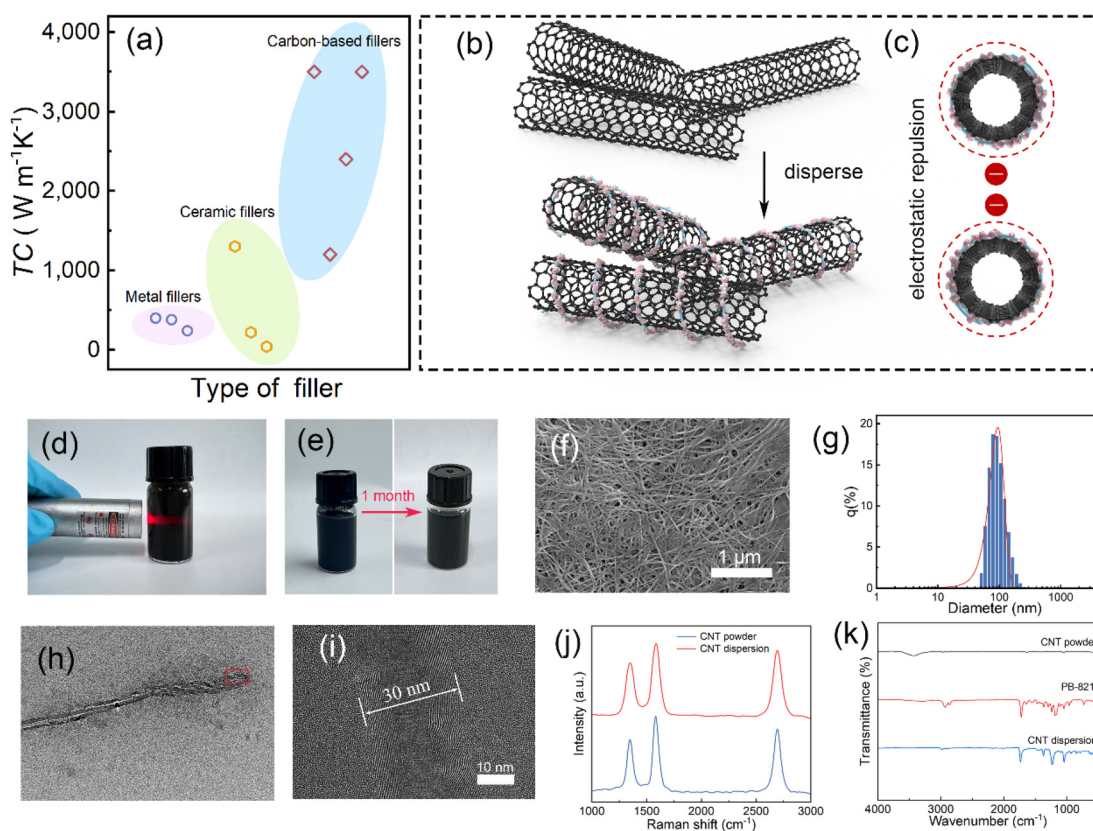 (a)
4,000
3,000
2,000
1,000
0
TC ( W m⁻¹K⁻¹)
Carbon-based fillers
Ceramic fillers
Metal fillers
Type of filler
(b)
disperse
(c)
electrostatic repulsion
(d)
(e)
1 month
(f)
1 μm
(g)
20
15
10
5
0
q(%)
1 10 100 1000
Diameter (nm)
(h)
(i)
30 nm
10 nm
(j)
CNT powder
CNT dispersion
Intensity (a.u.)
1000 1500 2000 2500 3000
Raman shift (cm⁻¹)
(k)
CNT powder
PB-821
CNT dispersion
Transmittance (%)
4000 3000 2000 1000
Wavenumber (cm⁻¹)